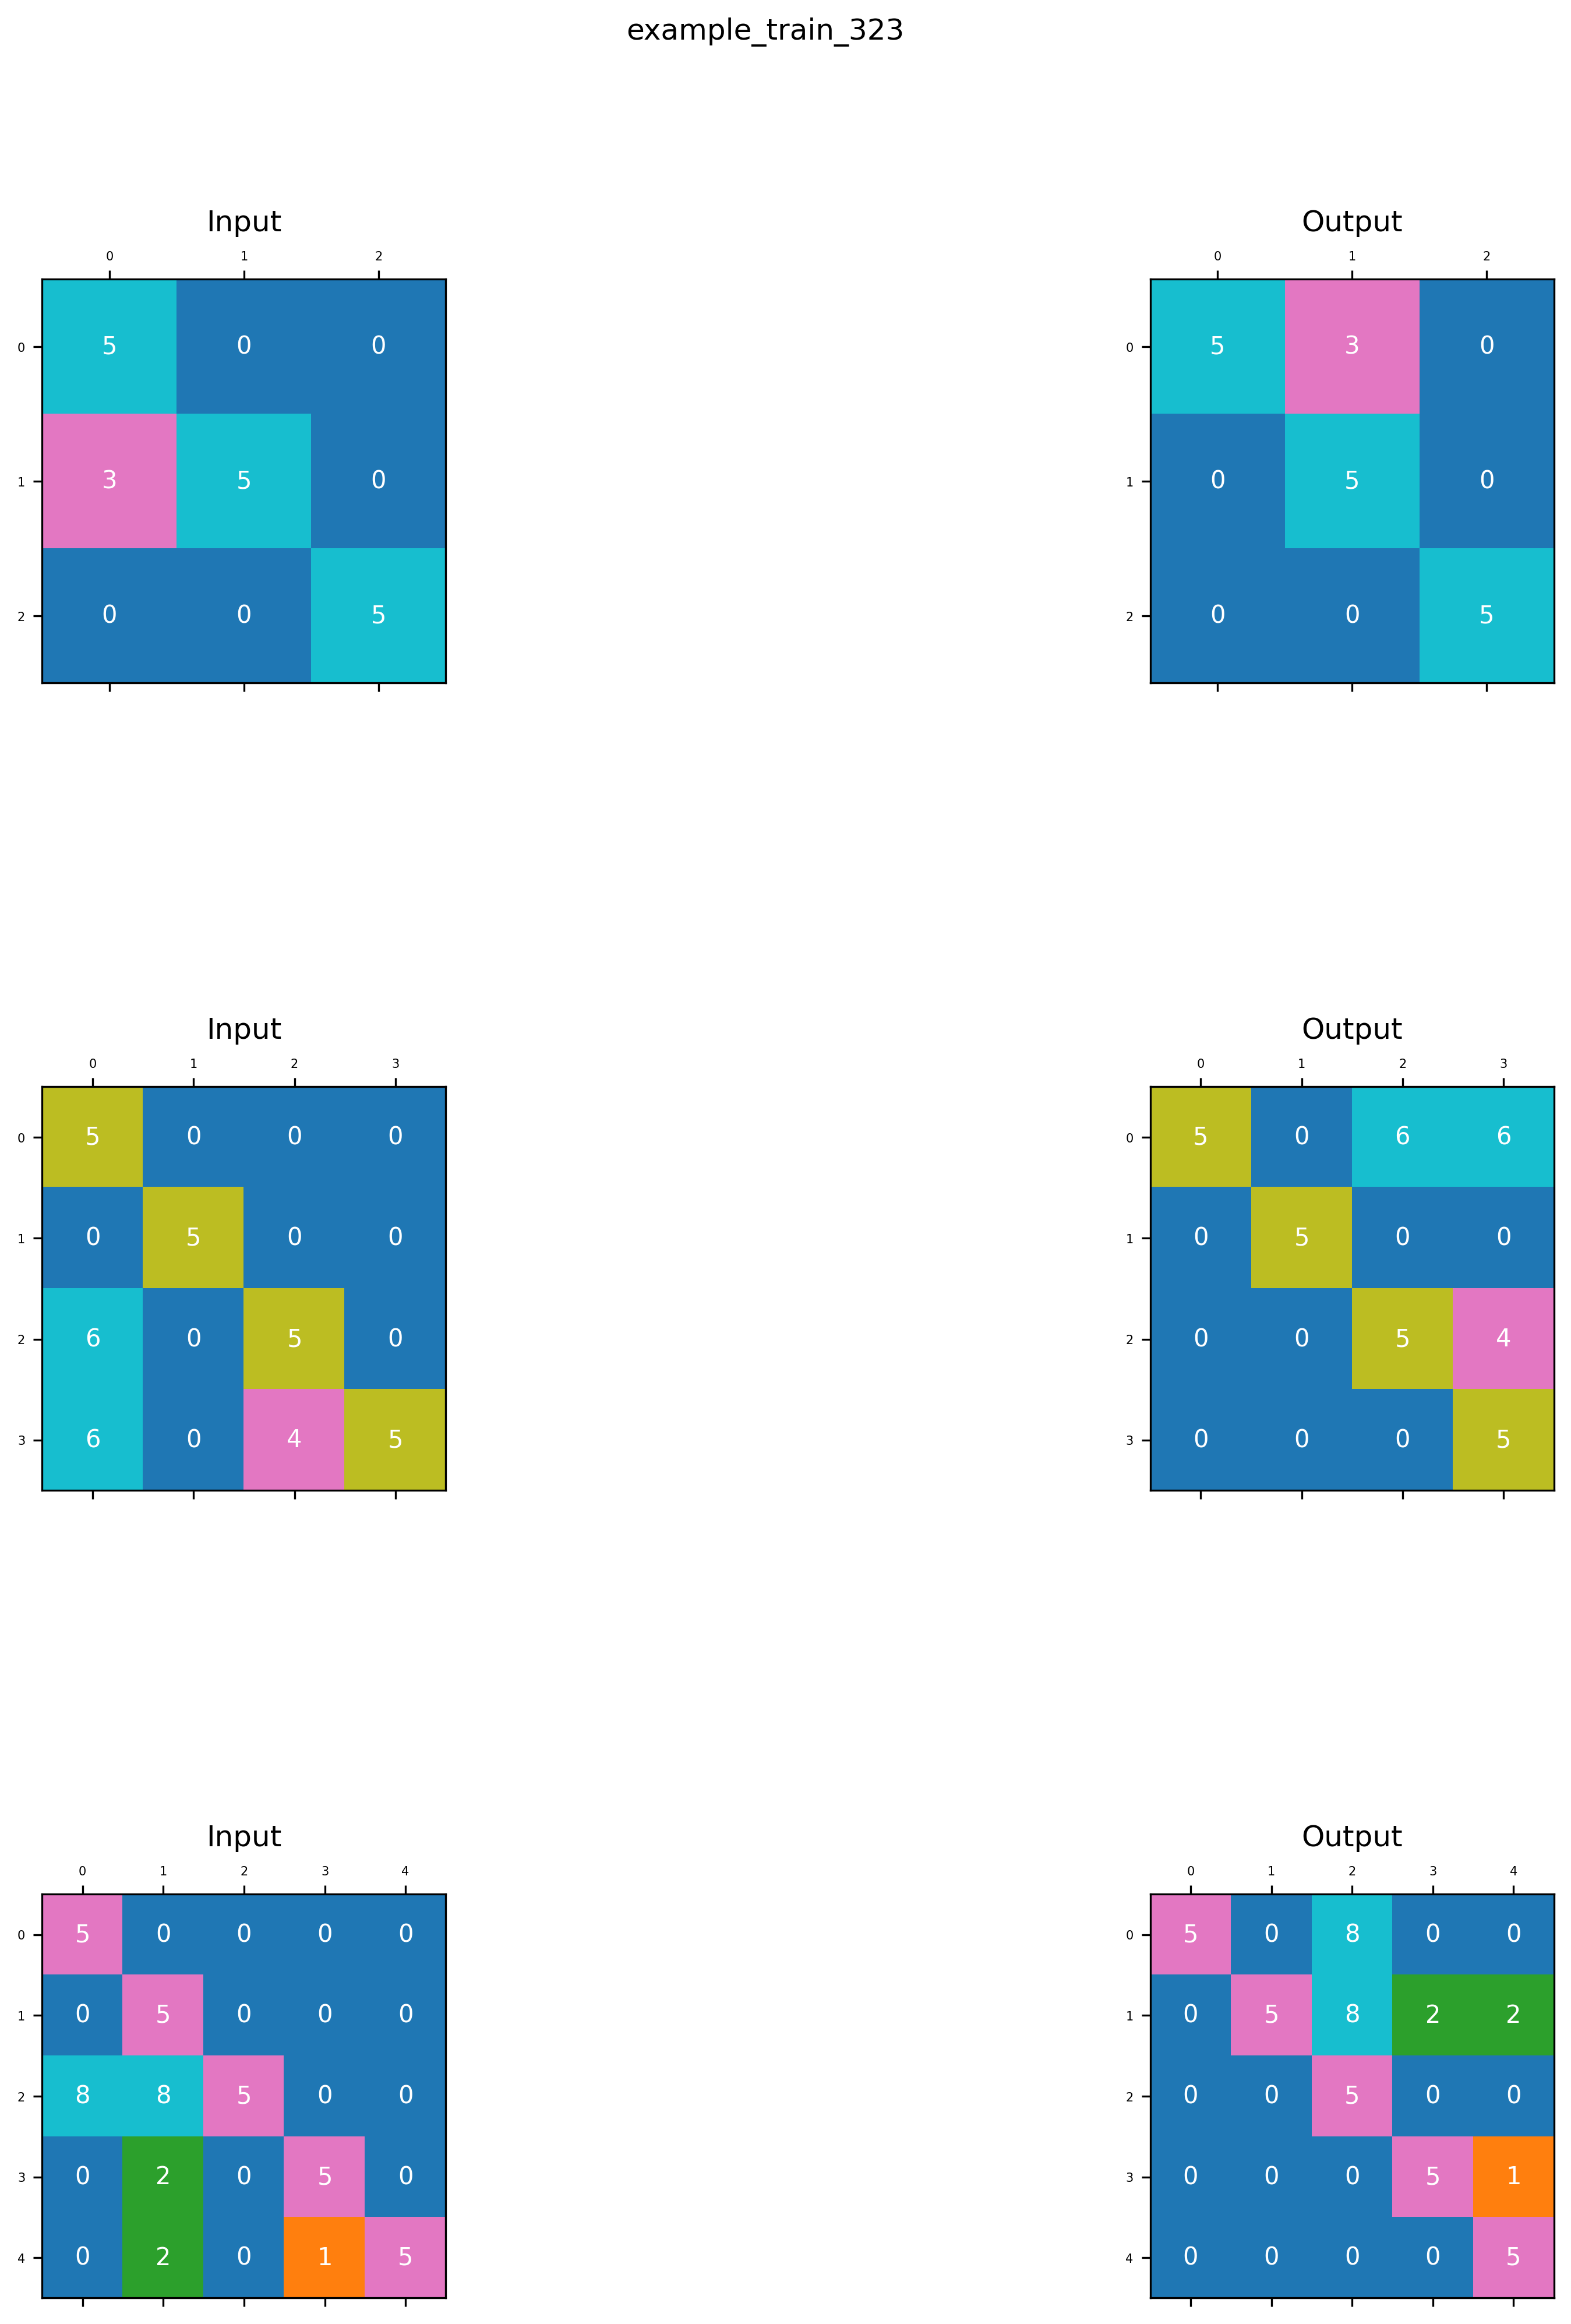 example_train_323
Input
Output
0 1 2
0 1 2
0 5 0 0
0 5 3 0
1 3 5 0
1 0 5 0
2 0 0 5
2 0 0 5
Input
Output
0 1 2 3
0 1 2 3
0 5 0 0 0
0 5 0 6 6
1 0 5 0 0
1 0 5 0 0
2 6 0 5 0
2 0 0 5 4
3 6 0 4 5
3 0 0 0 5
Input
Output
0 1 2 3 4
0 1 2 3 4
0 5 0 0 0 0
0 5 0 8 0 0
1 0 5 0 0 0
1 0 5 8 2 2
2 8 8 5 0 0
2 0 0 5 0 0
3 0 2 0 5 0
3 0 0 0 5 1
4 0 2 0 1 5
4 0 0 0 0 5